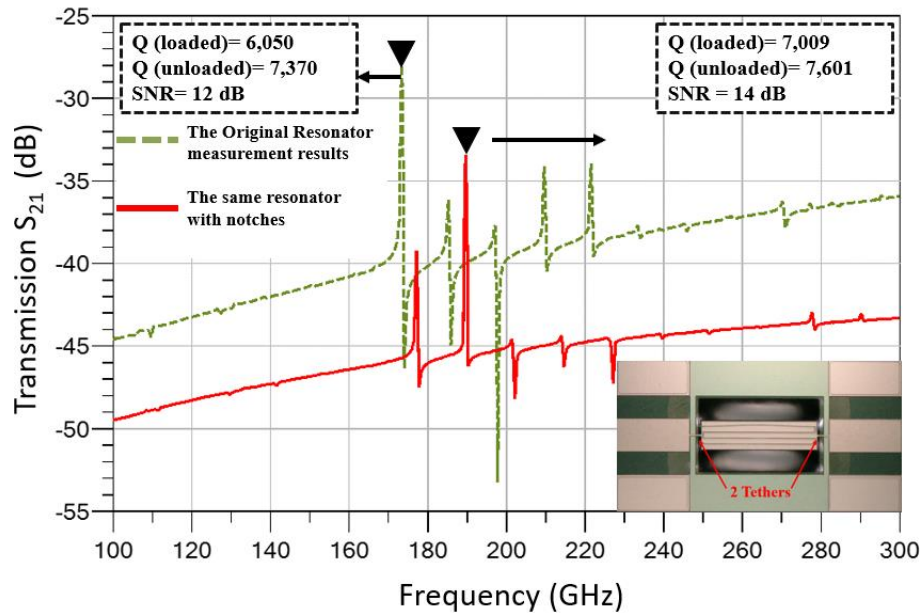 Q (loaded)= 6,050
Q (unloaded)= 7,370
SNR= 12 dB
Q (loaded)= 7,009
Q (unloaded)= 7,601
SNR = 14 dB
The Original Resonator
measurement results
The same resonator
with notches
2 Tethers
Transmission S21 (dB)
-25
-30
-35
-40
-45
-50
-55
100 120 140 160 180 200 220 240 260 280 300
Frequency (GHz)